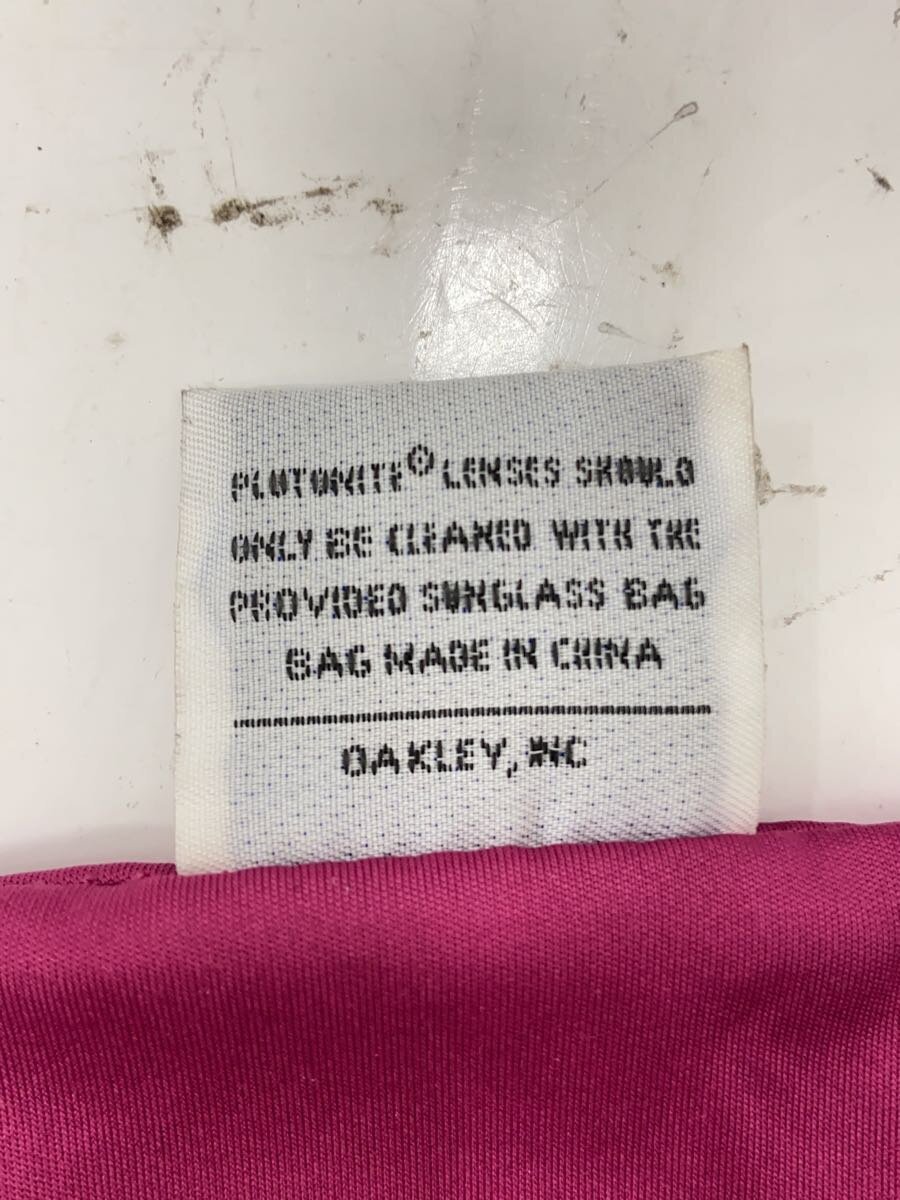 PLUTONITE® LENSES SHOULD
ONLY BE CLEANED WITH THE
PROVIDED SUNGLASS BAG
BAG MADE IN CHINA
OAKLEY, INC